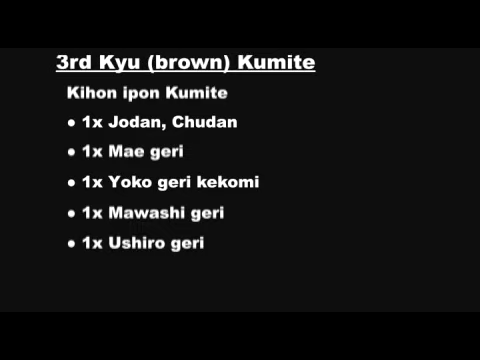 3rd Kyu (brown) Kumite
Kihon ipon Kumite
● 1x Jodan, Chudan
● 1x Mae geri
● 1x Yoko geri kekomi
● 1x Mawashi geri
● 1x Ushiro geri